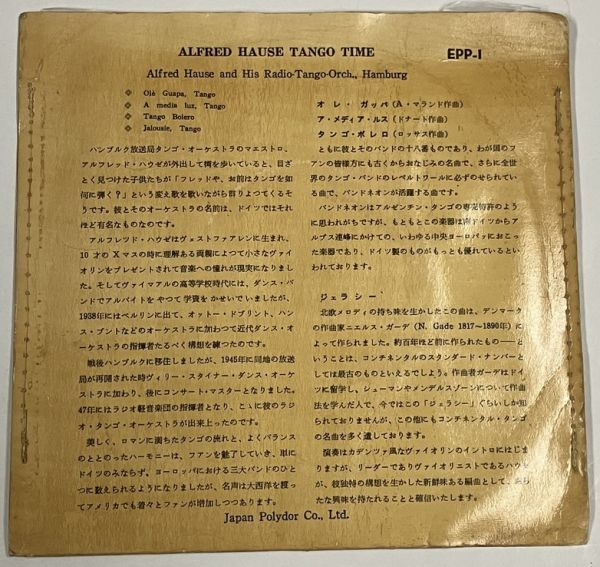 ALFRED HAUSE TANGO TIME
EPP-1
Alfred Hause and His Radio-Tango-Orch., Hamburg
Olé Guapa, Tango
A media luz, Tango
Tango Bolero
Jalousie, Tango
ハンブルク放送局タンゴ・オーケストラのマエストロ、
アルフレッド・ハウゼが外出して街を歩いていると、目ざ
とく見つけた子供たちが「フレッドや、お前はタンゴを如
何に弾く?」という変え歌を歌いながら群りよつてくるそ
うです。彼とそのオーケストラの名前は、ドイツではそれ
ほど有名なものなのです。
アルフレッド・ハウゼはヴェストファアレンに生まれ、
10才のXマスの時に理解ある両親によつて小さなヴァイ
オリンをプレゼントされて音楽への憧れが現実になりまし
た。そしてヴァイマアルの高等学校時代には、ダンス・バ
ンドでアルバイトをやつて学資をかせいでいましたが、
1938年にはベルリンに出て、オットー・ドブリント、ハン
ス・ブントなどのオーケストラに加わつて近代ダンス・オ
ーケストラの指揮者たるべく構想を練つたのです。
戦後ハンブルクに移住しましたが、1945年に同地の放送
局が再開された時ヴィリー・スタイナー・ダンス・オーケ
ストラに加わり、後にコンサート・マスターとなりました。
47年にはラジオ軽音楽団の指揮者となり、こゝに彼のラジ
オ・タンゴ・オーケストラが出来上つたのです。
美しく、ロマンに満ちたタンゴの流れと、よくバランス
のととのったハーモニーは、ファンを魅了していき、単に
ドイツのみならず、ヨーロッパにおける三大バンドのひと
つに数えられるようになりましたが、名声は大西洋を渡っ
てアメリカでも着々とファンが増加しつつあります。
オ レ・ガッパ(A・マランド作曲)
ア・メディア・ルス(ドナート作曲)
タ ン ゴ・ボ レ ロ(ロッサス作曲)
ともに彼とそのバンドの十八番ものであり、わが国のフ
アンの皆様方にも古くからおなじみの名曲で、さらに全世
界のタンゴ・バンドのレペルトワールに必ずのせられてい
る曲で、バンドネオンが活躍する曲です。
バンドネオンはアルゼンチン・タンゴの専売特許のよう
に思われがちですが、もともとこの楽器は南ドイツからア
ルプス連峰にかけての、いわゆる中央ヨーロッパにおこっ
た楽器であり、ドイツ製のものがもっとも優れているとい
われております。
ジェラ シー
北欧メロディの持ち味を生かしたこの曲は、デンマーク
の作曲家ニエルス・ガーデ(N. Gade 1817~1890年)に
よって作られました。約百年ほど前に作られたもの——と
いうことは、コンチネンタルのスタンダード・ナンバーと
しては最古のものといえるでしよう。作曲者ガーデはドイ
ツに留学し、シューマンやメンデルスゾーンについて作曲
法を学んだ人で、今ではこの「ジェラシー」ぐらいしか知
られておりませんが、この他にもコンチネンタル・タンゴ
の名曲を多く遺しております。
演奏はカデンツァ風なヴァイオリンのイントロにはじま
りますが、リーダーでありヴァイオリニストであるハウゼ
が、彼独特の構想を生かした新鮮味ある編曲として、あら
たな興味を持たれることと確信いたします。
Japan Polydor Co., Ltd.